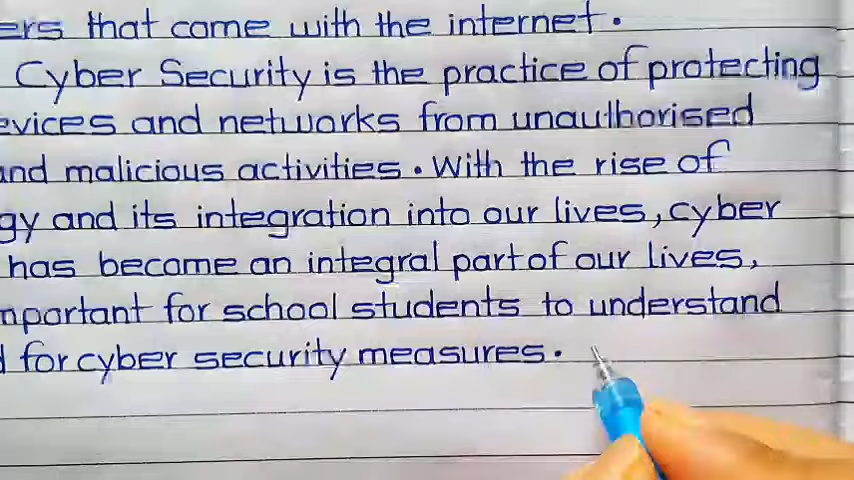 ers that come with the internet.
Cyber Security is the practice of protecting
evices and networks from unauthorised
and malicious activities. With the rise of
gy and its integration into our lives, cyber
has become an integral part of our lives,
mportant for school students to understand
d for cyber security measures.